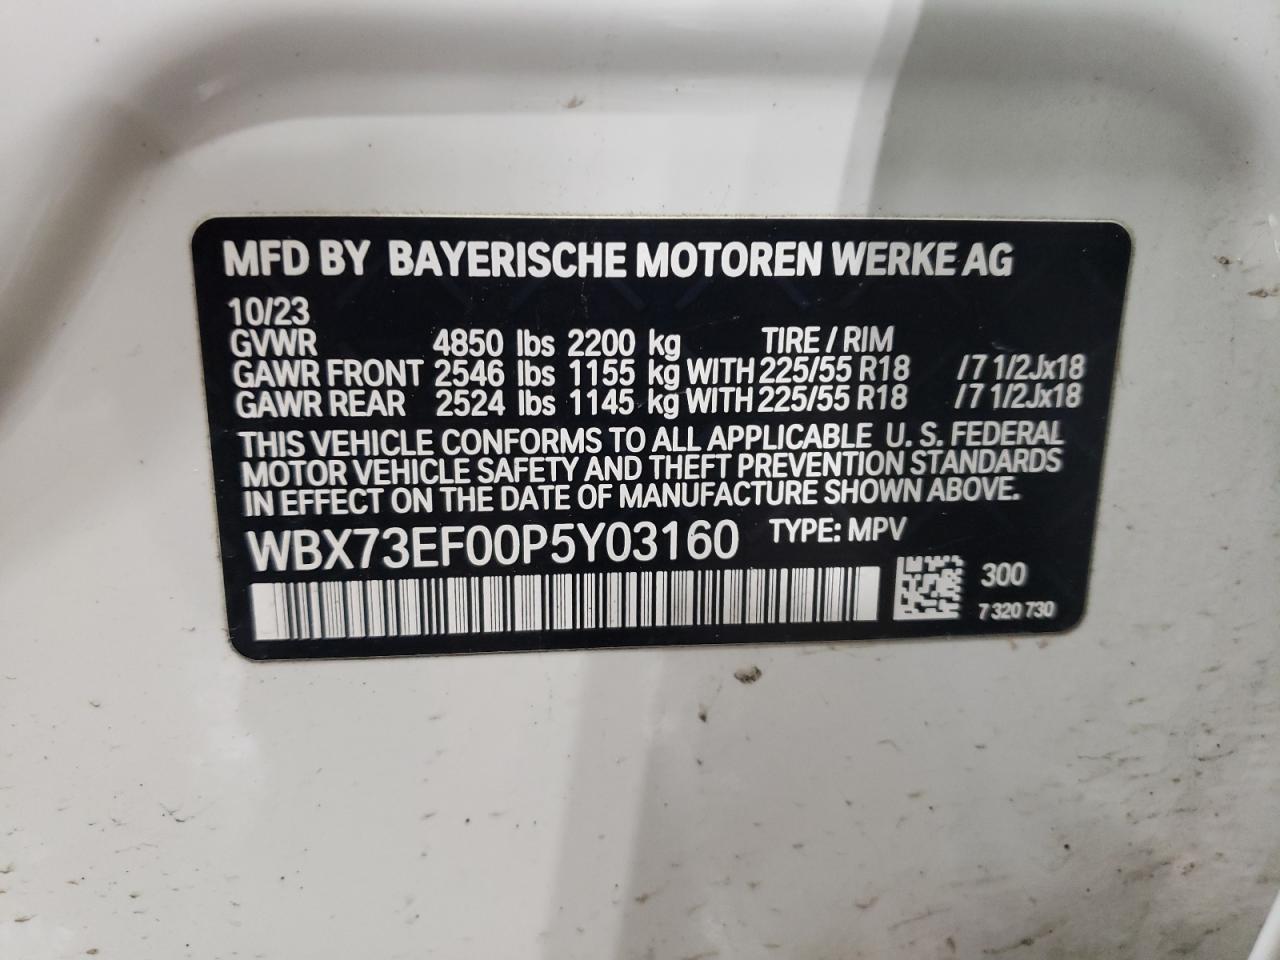 MFD BY BAYERISCHE MOTOREN WERKE AG
10/23
GVWR 4850 lbs 2200 kg TIRE / RIM
GAWR FRONT 2546 lbs 1155 kg WITH 225/55 R18 /7 1/2Jx18
GAWR REAR 2524 lbs 1145 kg WITH 225/55 R18 /7 1/2Jx18
THIS VEHICLE CONFORMS TO ALL APPLICABLE U. S. FEDERAL
MOTOR VEHICLE SAFETY AND THEFT PREVENTION STANDARDS
IN EFFECT ON THE DATE OF MANUFACTURE SHOWN ABOVE.
WBX73EF00P5Y03160 TYPE: MPV
300
7 320 730